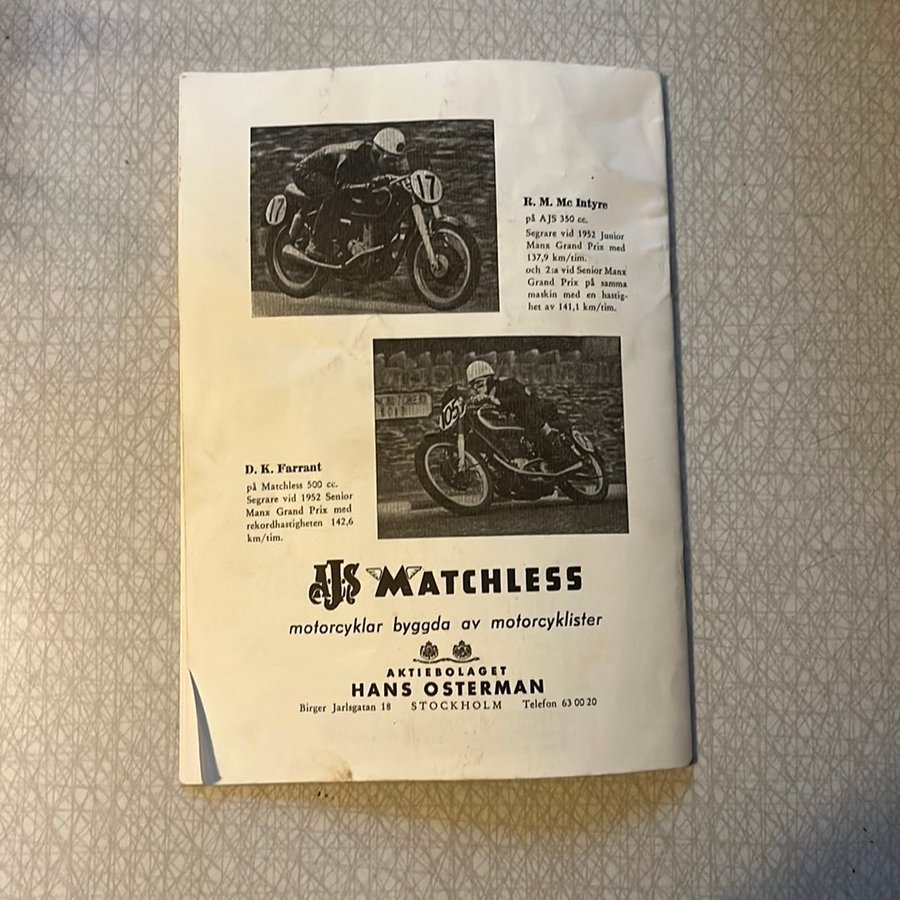 17
17
R. M. Mc Intyre
på AJS 350 cc.
Segrare vid 1952 Junior
Manx Grand Prix med
137,9 km/tim.
och 2:a vid Senior Manx
Grand Prix på samma
maskin med en hastig-
het av 141,1 km/tim.
105
D. K. Farrant
på Matchless 500 cc.
Segrare vid 1952 Senior
Manx Grand Prix med
rekordhastigheten 142,6
km/tim.
AJS MATCHLESS
motorcyklar byggda av motorcyklister
AKTIEBOLAGET
HANS OSTERMAN
Birger Jarlsgatan 18 STOCKHOLM Telefon 63 00 20